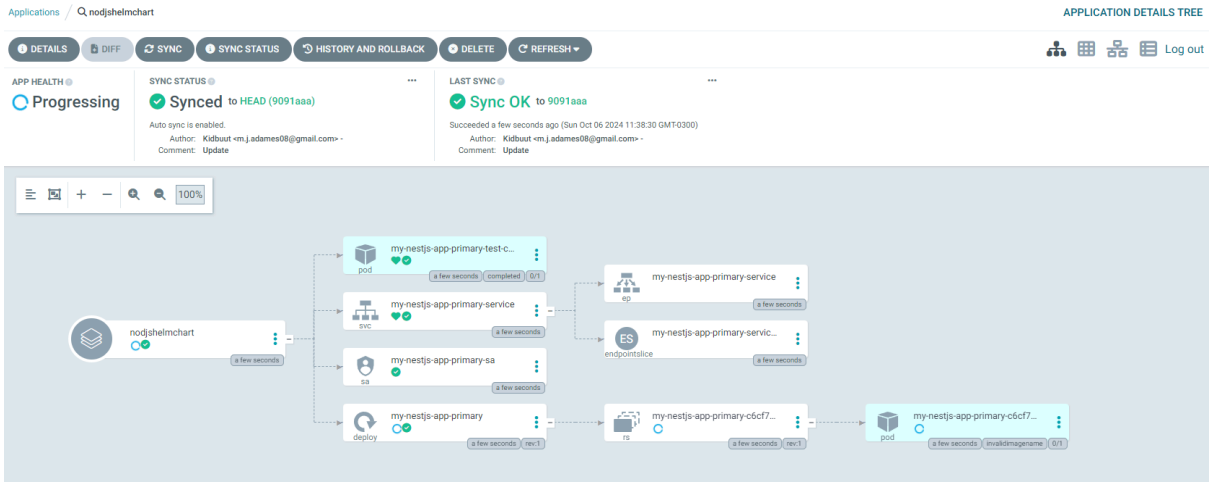 Applications / nodjshelmchart
APPLICATION DETAILS TREE
DETAILS DIFF SYNC SYNC STATUS HISTORY AND ROLLBACK DELETE REFRESH
Log out
APP HEALTH
Progressing
SYNC STATUS
Synced to HEAD (9091aaa)
Auto sync is enabled.
Author: Kidbuut <m.j.adames08@gmail.com> -
Comment: Update
LAST SYNC
Sync OK to 9091aaa
Succeeded a few seconds ago (Sun Oct 06 2024 11:38:30 GMT-0300)
Author: Kidbuut <m.j.adames08@gmail.com> -
Comment: Update
100%
nodjshelmchart
a few seconds
my-nestjs-app-primary-test-c...
pod
a few seconds completed 0/1
my-nestjs-app-primary-service
svc
a few seconds
my-nestjs-app-primary-sa
sa
a few seconds
my-nestjs-app-primary
deploy
a few seconds rev:1
my-nestjs-app-primary-service
ep
a few seconds
ES
my-nestjs-app-primary-servic...
endpointslice
a few seconds
my-nestjs-app-primary-c6cf7...
rs
a few seconds rev:1
my-nestjs-app-primary-c6cf7...
pod
a few seconds invalidimagename 0/1